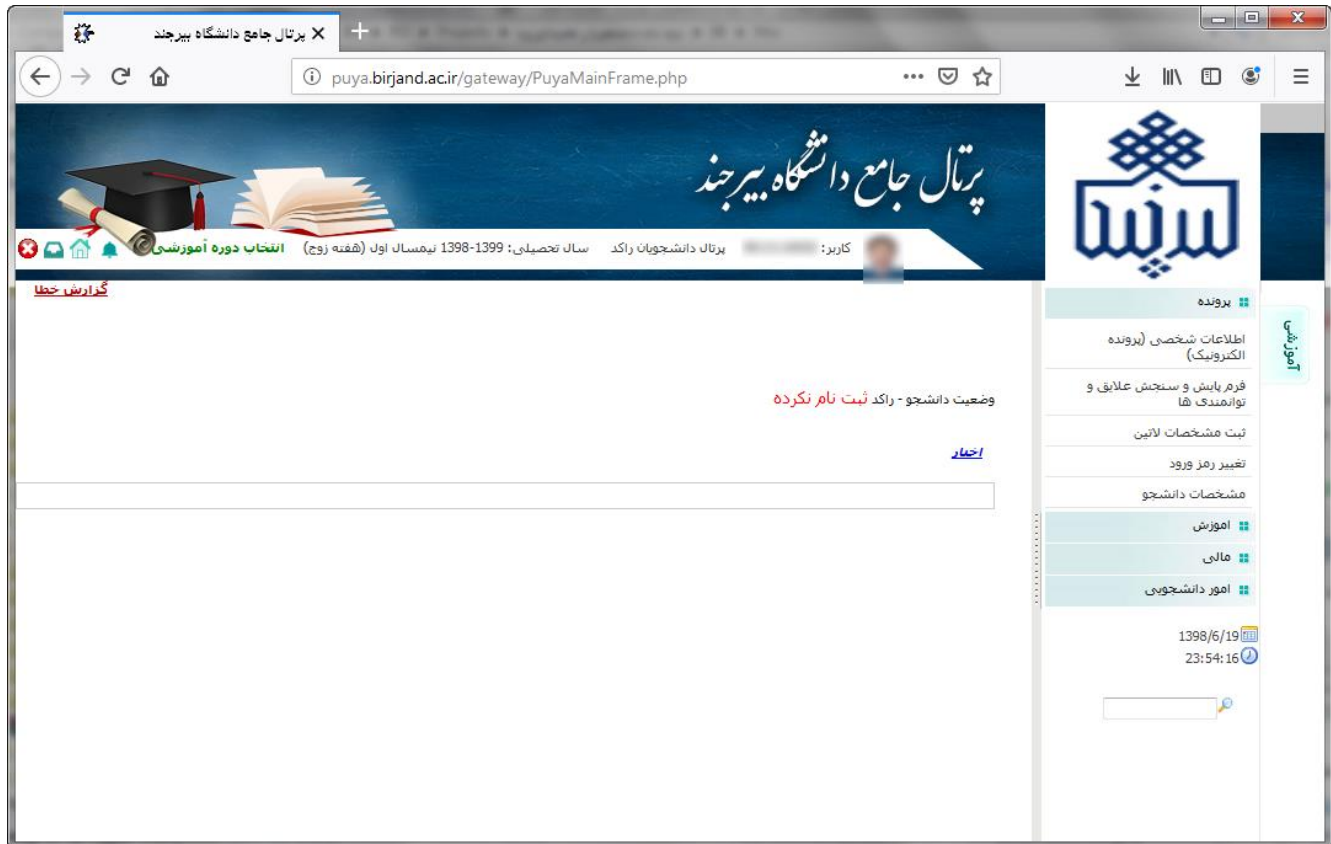 پرتال جامع دانشگاه بیرجند
puya.birjand.ac.ir/gateway/PuyaMainFrame.php
پرتال جامع دانشگاه بیرجند
کاربر:
پرتال دانشجویان راکد
سال تحصیلی: 1399-1398 نیمسال اول (هفته زوج)
انتخاب دوره آموزشی
گزارش خطا
وضعیت دانشجو - راکد ثبت نام نکرده
اخبار
پرونده
اطلاعات شخصی (پرونده
الکترونیک)
فرم پایش و سنجش علایق و
توانمندی ها
ثبت مشخصات لاتین
تغییر رمز ورود
مشخصات دانشجو
اموزش
مالی
امور دانشجویی
1398/6/19
23:54:16
آموزشی